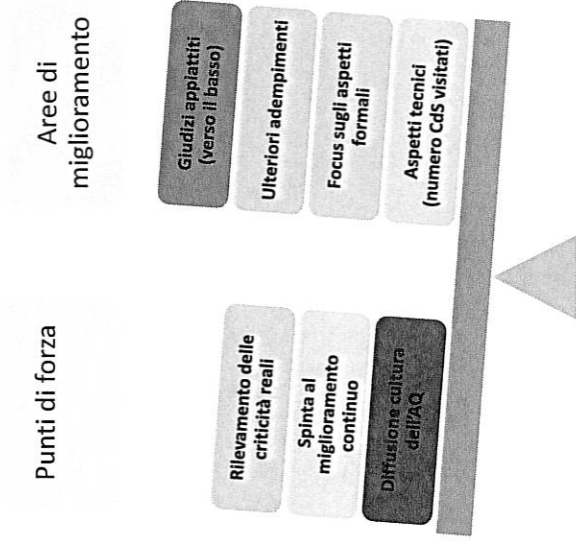 Punti di forza
Rilevamento delle
criticità reali
Spinta al
miglioramento
continuo
Diffusione cultura
dell'AQ
Aree di
miglioramento
Giudizi appiattiti
(verso il basso)
Ulteriori adempimenti
Focus sugli aspetti
formali
Aspetti tecnici
(numero CdS visitati)